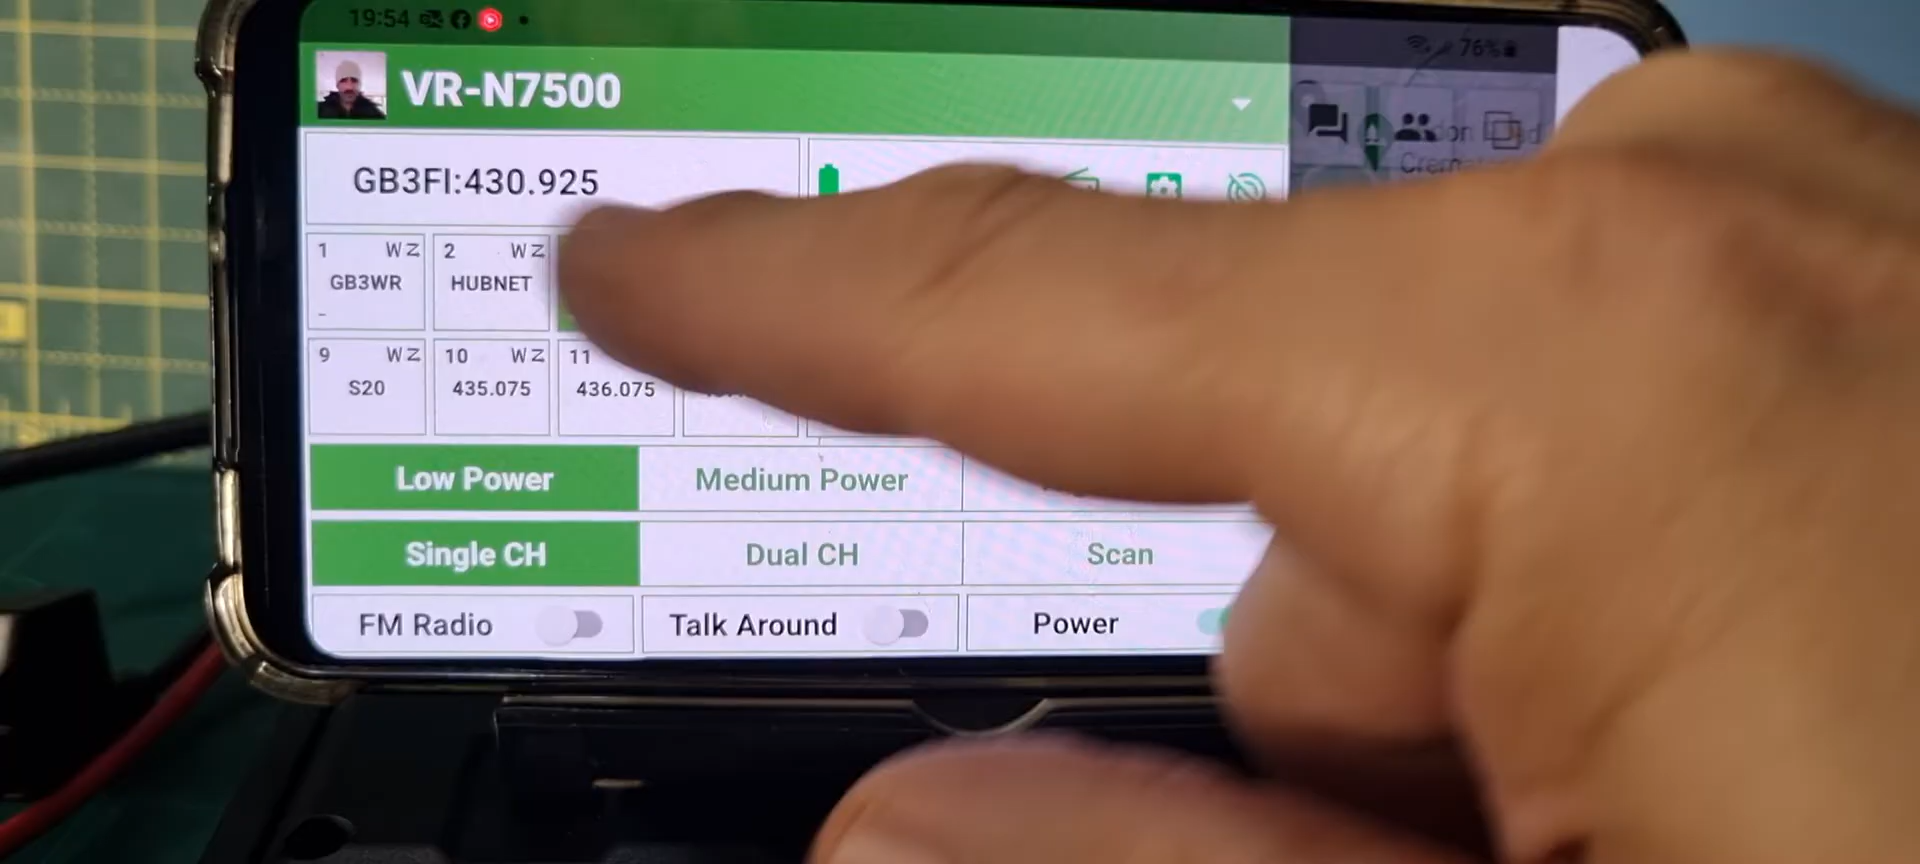 19:54
76%
VR-N7500
GB3FI:430.925
1 WZ
GB3WR
-
2 WZ
HUBNET
9 WZ
S20
10 WZ
435.075
11
436.075
Low Power
Medium Power
Single CH
Dual CH
Scan
FM Radio
Talk Around
Power